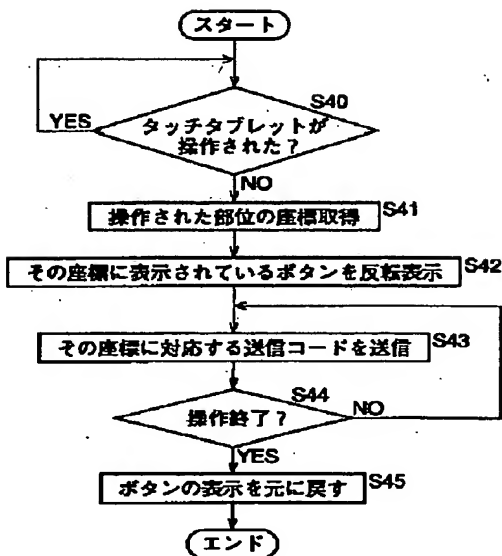 スタート
S40
YES
タッチタブレットが
操作された?
NO
操作された部位の座標取得
S41
その座標に表示されているボタンを反転表示
S42
その座標に対応する送信コードを送信
S43
S44
操作終了?
NO
YES
ボタンの表示を元に戻す
S45
エンド